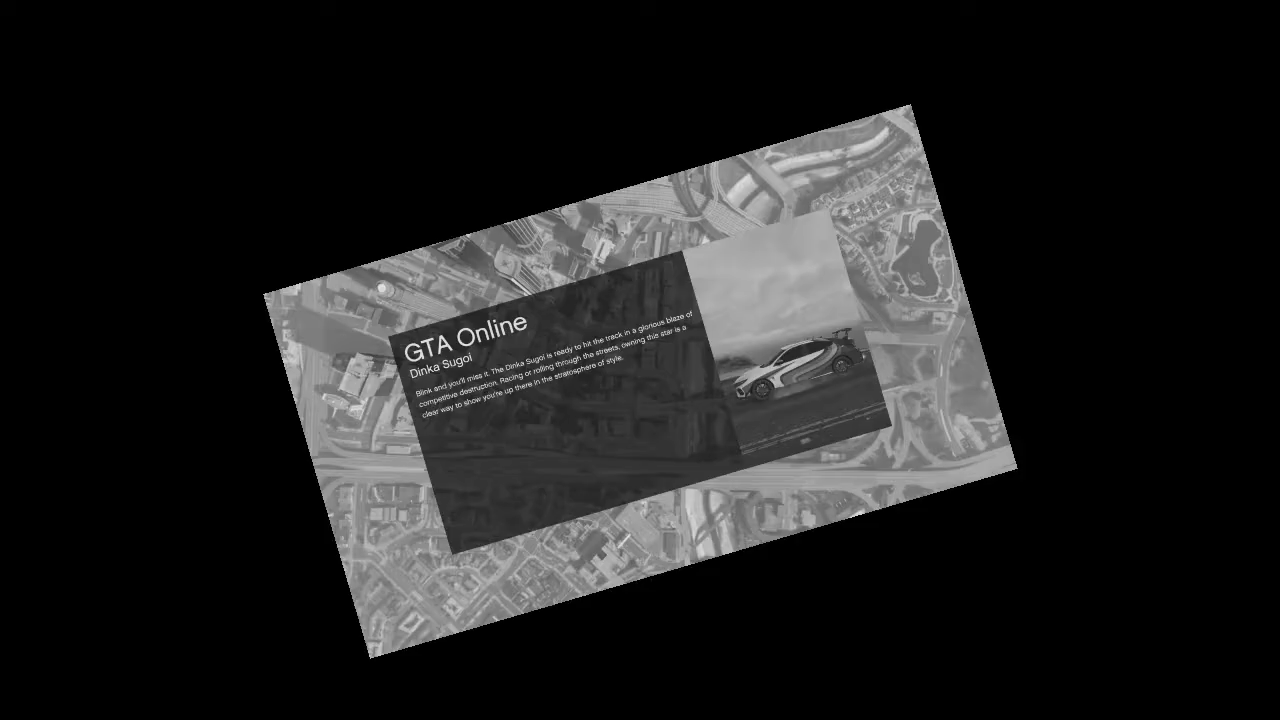 GTA Online
Dinka Sugoi
Blink and you'll miss it. The Dinka Sugoi is ready to hit the track in a glorious blaze of
competitive destruction. Racing or rolling through the streets, owning this star is a
clear way to show you're up there in the stratosphere of style.